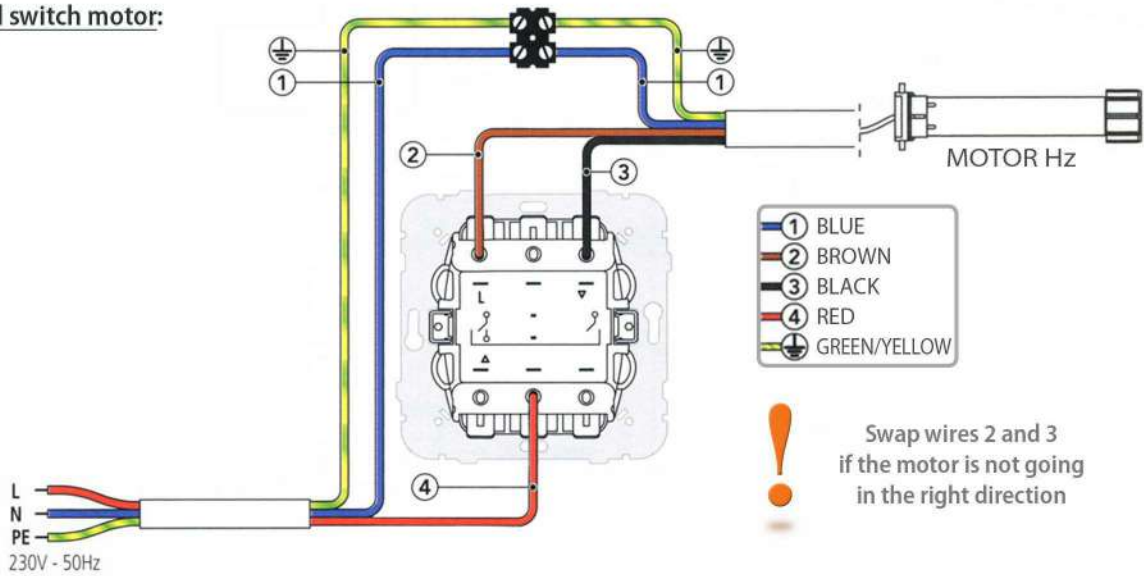 switch motor:
1
1
2
3
MOTOR Hz
L
1 BLUE
2 BROWN
3 BLACK
4 RED
GREEN/YELLOW
Swap wires 2 and 3
if the motor is not going
in the right direction
4
L
N
PE
230V - 50Hz